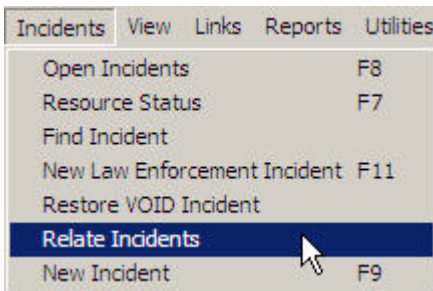 Incidents View Links Reports Utilities
Open Incidents F8
Resource Status F7
Find Incident
New Law Enforcement Incident F11
Restore VOID Incident
Relate Incidents
New Incident F9